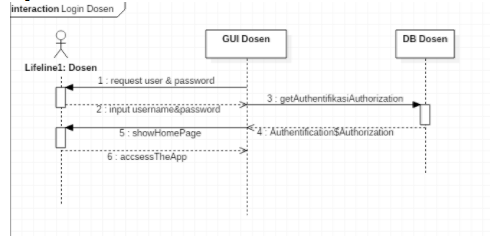 interaction Login Dosen
GUI Dosen
DB Dosen
Lifeline1: Dosen
1 : request user & password
3 : getAuthentifikasiAuthorization
2 : input username&password
5 : showHomePage
4 : Authentification$Authorization
6 : accsessTheApp